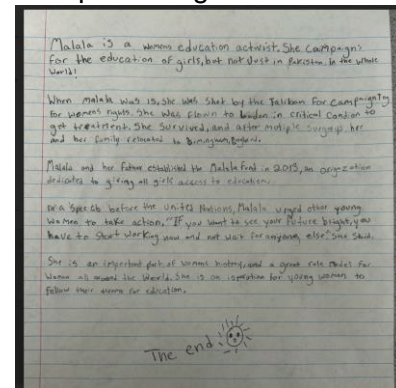 Malala is a womens education activist. She campaigns
for the education of girls, but not Just in Pakistan. In the whole
World!
When malala was 15, she was shot by the Taliban For campaigning
For womens rights. She was flown to London in critical Condion to
get treatment. She Survived, and after motiple surgerys, her
and her family relocated to Birmingham, England.
Malala and her father established the Malala Fund in 2013, an orgnization
dedicated to giving all girls access to education.
In a Speech before the United Nations, Malala urged other young
Women to take action. "If you want to see your future bright, you
have to Start working now and not wait for anyone else" She Said.
She is an important part of womens history, and a great role model For
Women all around the World. She is an ispration for young women to
Follow their dreams for education.
The end.